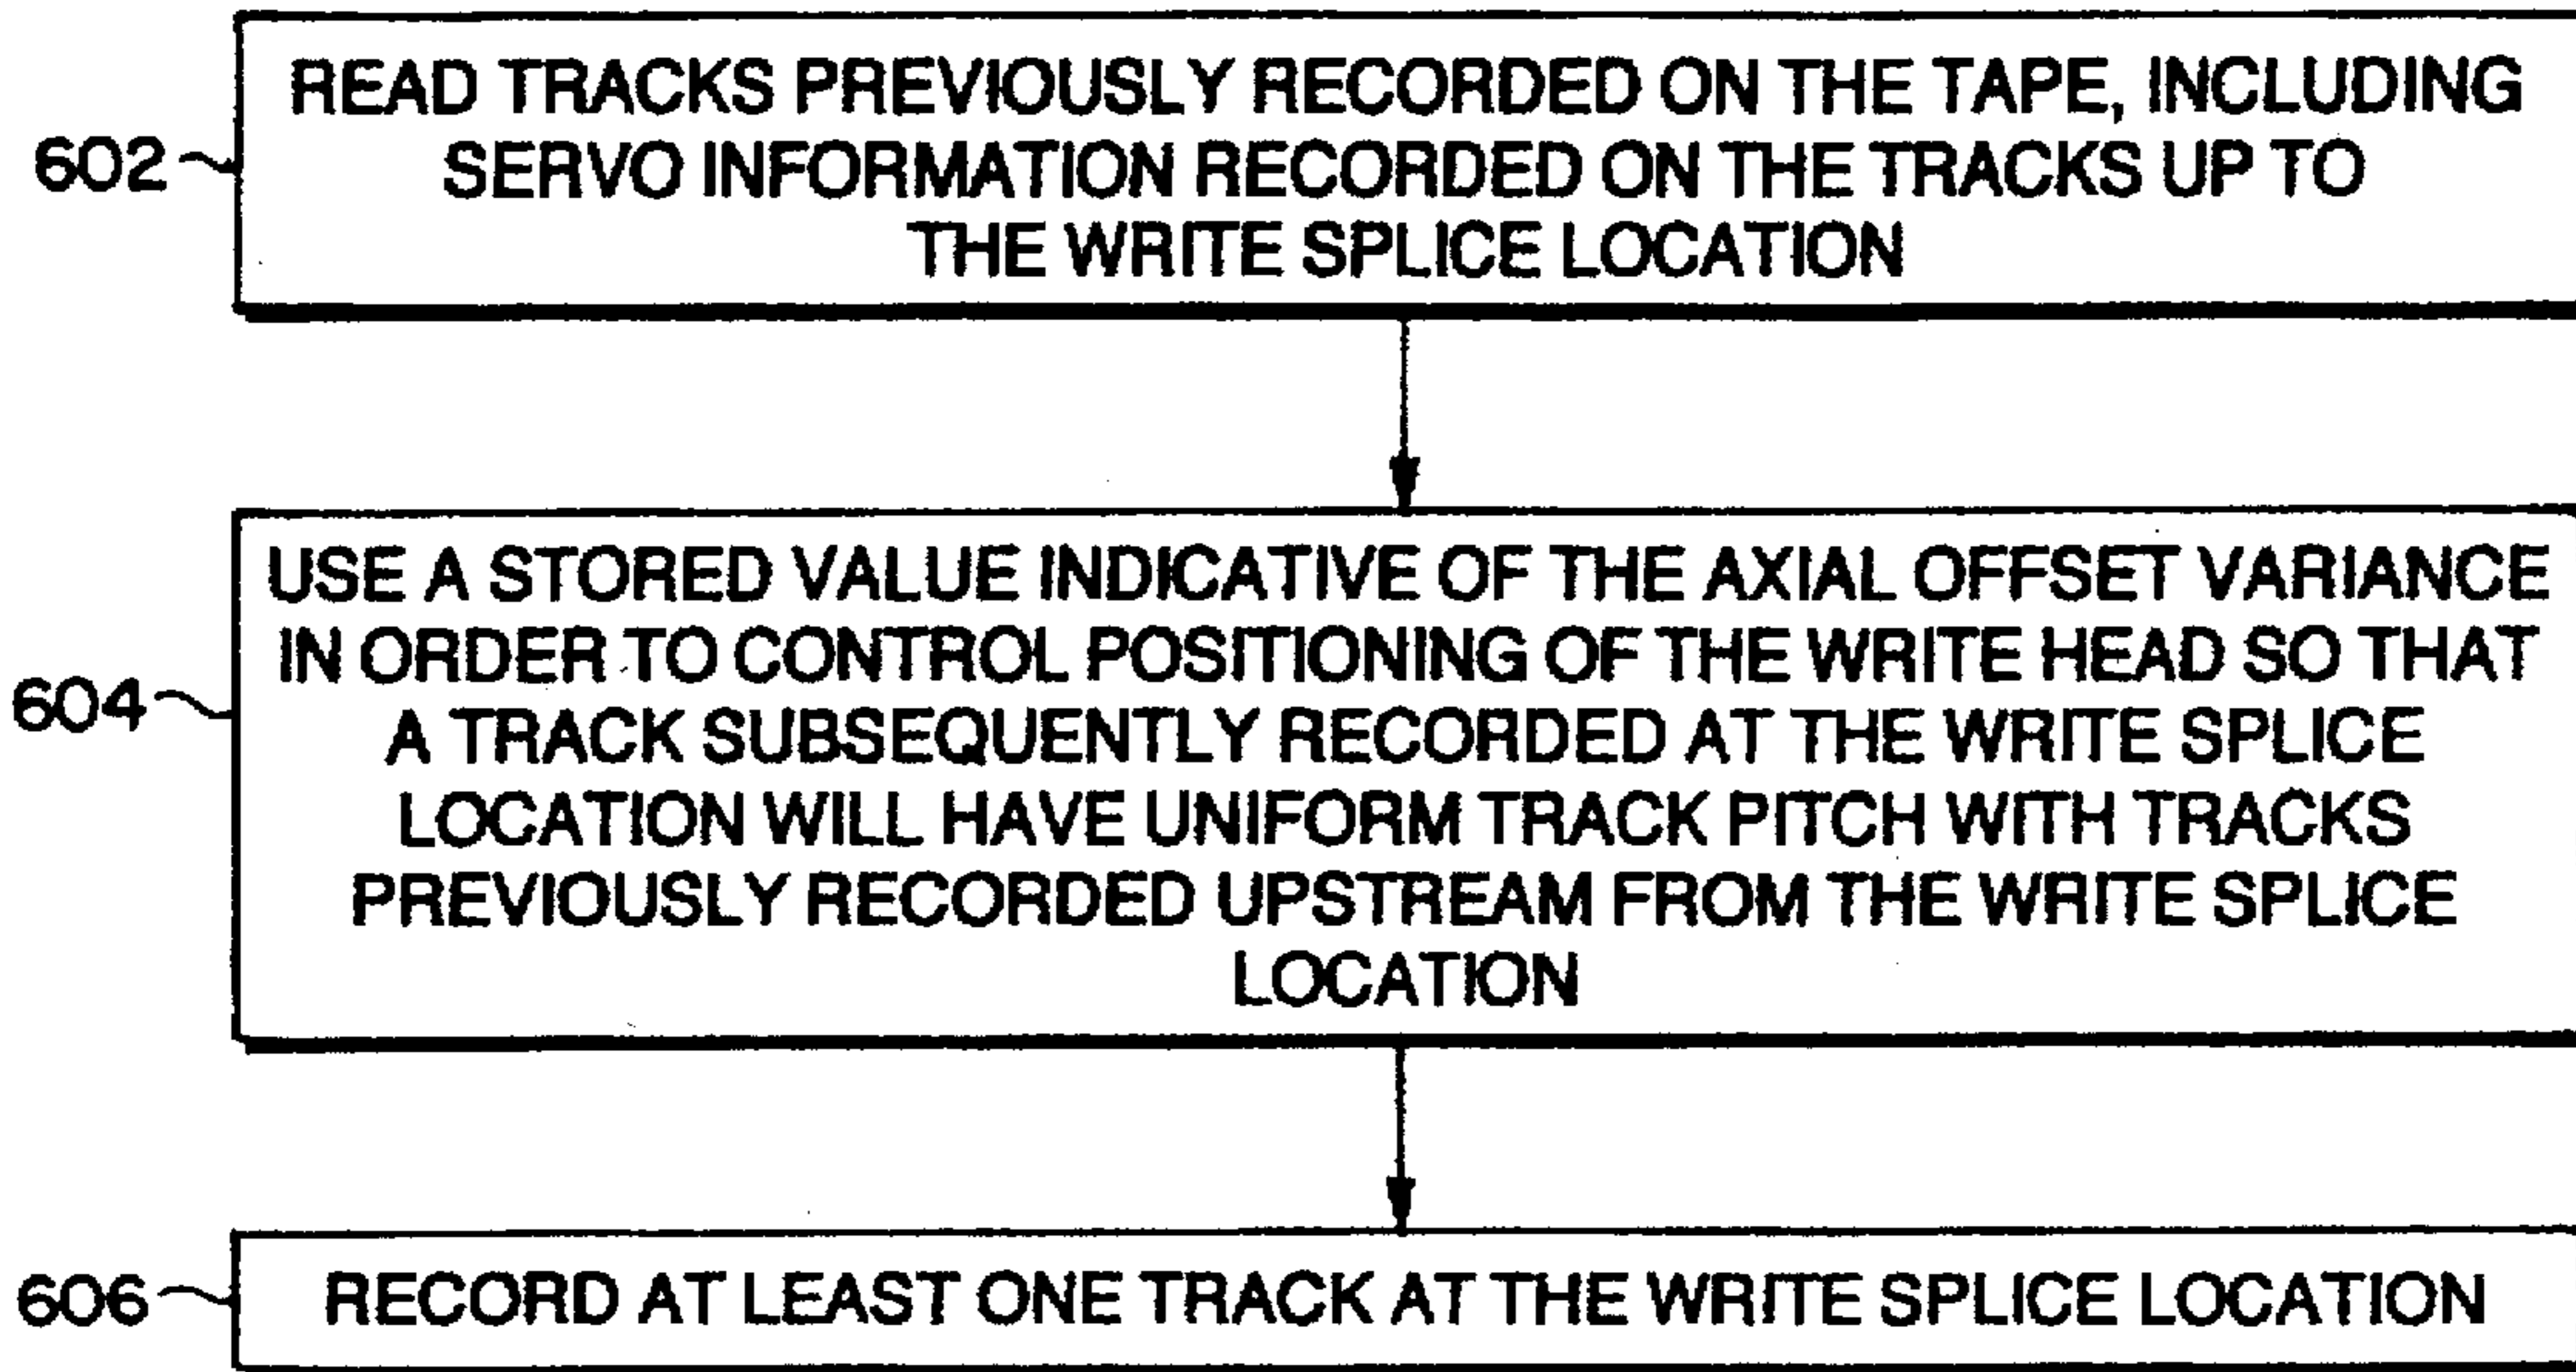 READ TRACKS PREVIOUSLY RECORDED ON THE TAPE, INCLUDING
602 SERVO INFORMATION RECORDED ON THE TRACKS UP TO
THE WRITE SPLICE LOCATION
USE A STORED VALUE INDICATIVE OF THE AXIAL OFFSET VARIANCE
IN ORDER TO CONTROL POSITIONING OF THE WRITE HEAD SO THAT
604 A TRACK SUBSEQUENTLY RECORDED AT THE WRITE SPLICE
LOCATION WILL HAVE UNIFORM TRACK PITCH WITH TRACKS
PREVIOUSLY RECORDED UPSTREAM FROM THE WRITE SPLICE
LOCATION
606 RECORD AT LEAST ONE TRACK AT THE WRITE SPLICE LOCATION